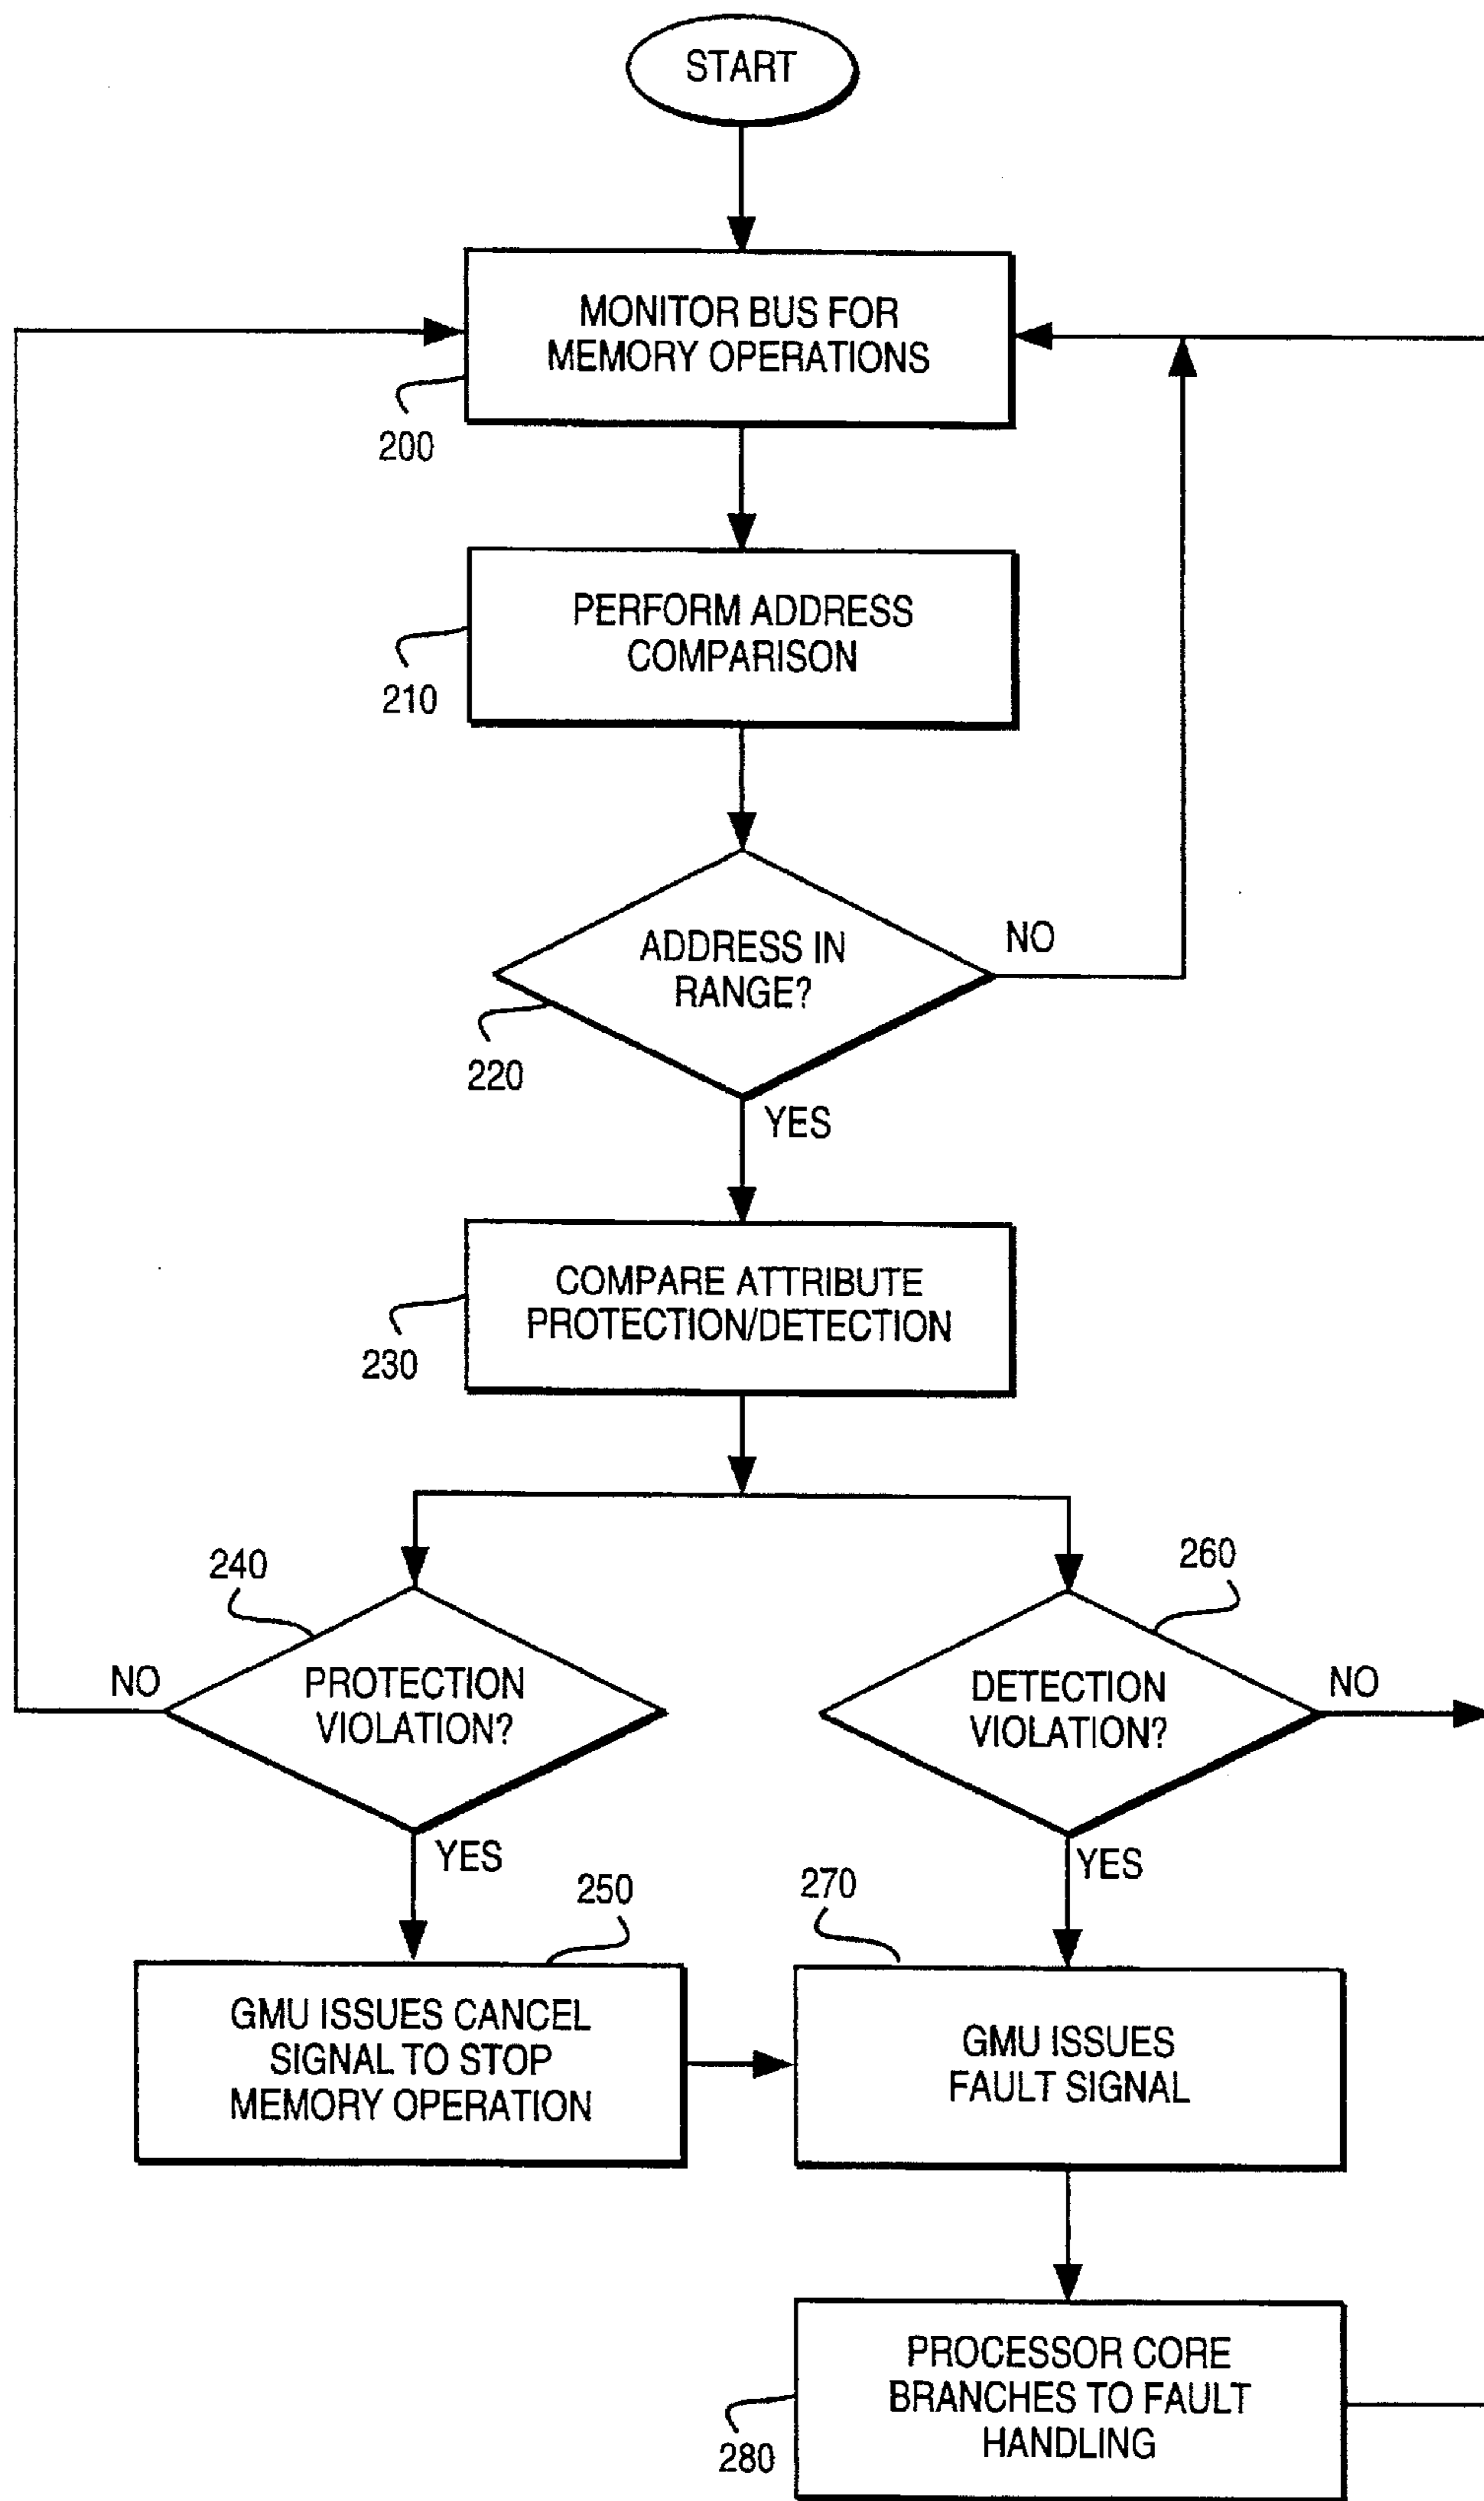 START
MONITOR BUS FOR
MEMORY OPERATIONS
200
PERFORM ADDRESS
COMPARISON
210
ADDRESS IN
RANGE?
NO
220
YES
COMPARE ATTRIBUTE
PROTECTION/DETECTION
230
240
260
NO
PROTECTION
VIOLATION?
DETECTION
VIOLATION?
NO
YES
YES
250
270
GMU ISSUES CANCEL
SIGNAL TO STOP
MEMORY OPERATION
GMU ISSUES
FAULT SIGNAL
PROCESSOR CORE
BRANCHES TO FAULT
HANDLING
280